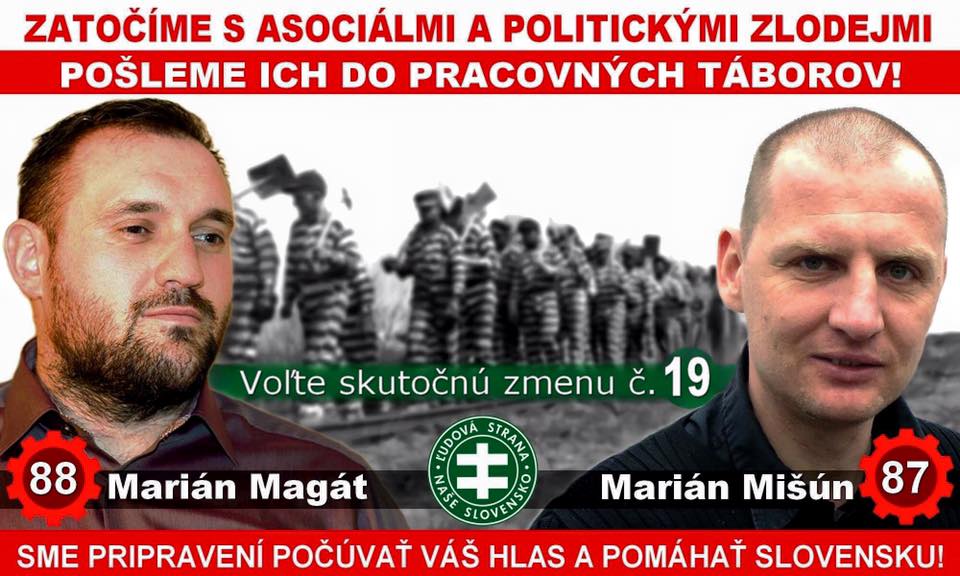 ZATOČÍME S ASOCIÁLMI A POLITICKÝMI ZLODEJMI
POŠLEME ICH DO PRACOVNÝCH TÁBOROV!
Voľte skutočnú zmenu č. 19
ĽUDOVÁ STRANA
NAŠE SLOVENSKO
88 Marián Magát
Marián Mišún 87
SME PRIPRAVENÍ POČÚVAŤ VÁŠ HLAS A POMÁHAŤ SLOVENSKU!